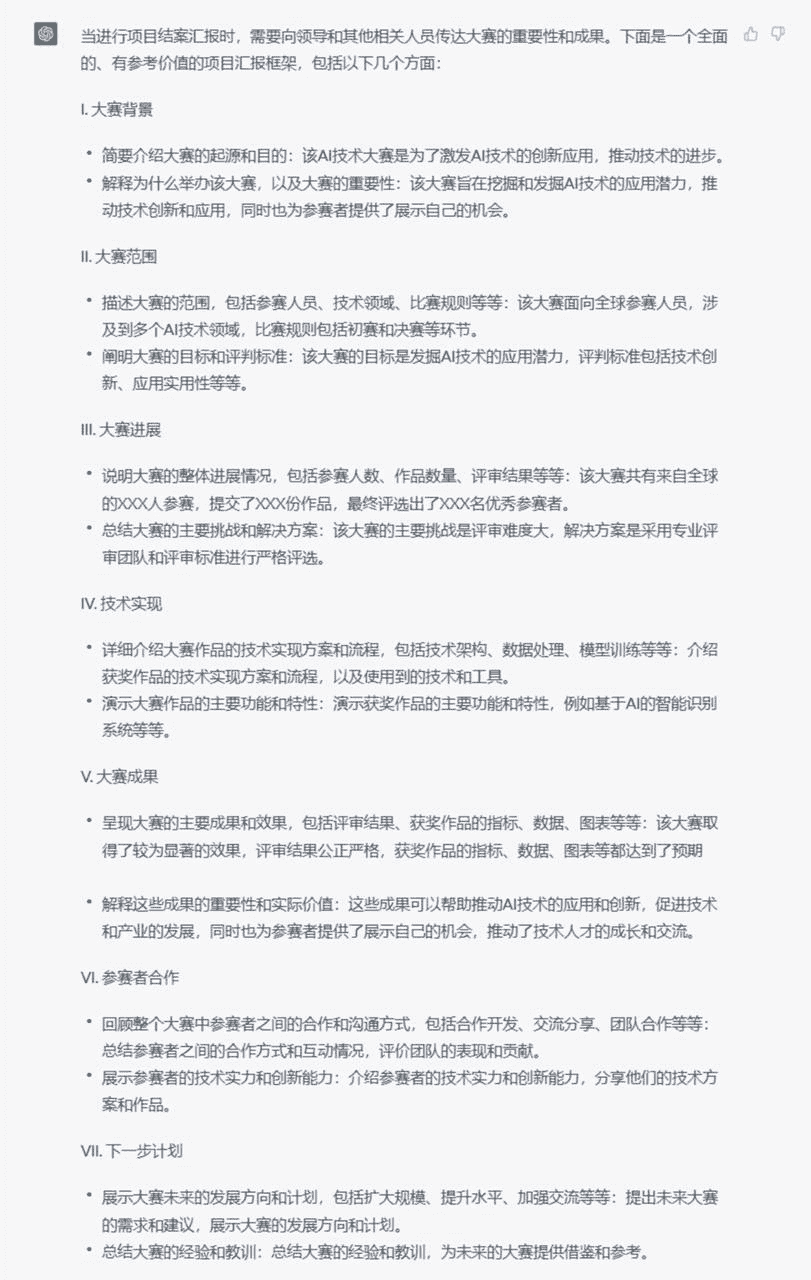 当进行项目结案汇报时，需要向领导和其他相关人员传达大赛的重要性和成果。下面是一个全面
的、有参考价值的项目汇报框架，包括以下几个方面：
I. 大赛背景
• 简要介绍大赛的起源和目的：该AI技术大赛是为了激发AI技术的创新应用，推动技术的进步。
• 解释为什么举办该大赛，以及大赛的重要性：该大赛旨在挖掘和发掘AI技术的应用潜力，推
动技术创新和应用，同时也为参赛者提供了展示自己的机会。
II. 大赛范围
• 描述大赛的范围，包括参赛人员、技术领域、比赛规则等等：该大赛面向全球参赛人员，涉
及到多个AI技术领域，比赛规则包括初赛和决赛等环节。
• 阐明大赛的目标和评判标准：该大赛的目标是发掘AI技术的应用潜力，评判标准包括技术创
新、应用实用性等等。
III. 大赛进展
• 说明大赛的整体进展情况，包括参赛人数、作品数量、评审结果等等：该大赛共有来自全球
的XXX人参赛，提交了XXX份作品，最终评选出了XXX名优秀参赛者。
• 总结大赛的主要挑战和解决方案：该大赛的主要挑战是评审难度大，解决方案是采用专业评
审团队和评审标准进行严格评选。
IV. 技术实现
• 详细介绍大赛作品的技术实现方案和流程，包括技术架构、数据处理、模型训练等等：介绍
获奖作品的技术实现方案和流程，以及使用到的技术和工具。
• 演示大赛作品的主要功能和特性：演示获奖作品的主要功能和特性，例如基于AI的智能识别
系统等等。
V. 大赛成果
• 呈现大赛的主要成果和效果，包括评审结果、获奖作品的指标、数据、图表等等：该大赛取
得了较为显著的效果，评审结果公正严格，获奖作品的指标、数据、图表等都达到了预期
• 解释这些成果的重要性和实际价值：这些成果可以帮助推动AI技术的应用和创新，促进技术
和产业的发展，同时也为参赛者提供了展示自己的机会，推动了技术人才的成长和交流。
VI. 参赛者合作
• 回顾整个大赛中参赛者之间的合作和沟通方式，包括合作开发、交流分享、团队合作等等：
总结参赛者之间的合作方式和互动情况，评价团队的表现和贡献。
• 展示参赛者的技术实力和创新能力：介绍参赛者的技术实力和创新能力，分享他们的技术方
案和作品。
VII. 下一步计划
• 展示大赛未来的发展方向和计划，包括扩大规模、提升水平、加强交流等等：提出未来大赛
的需求和建议，展示大赛的发展方向和计划。
• 总结大赛的经验和教训：总结大赛的经验和教训，为未来的大赛提供借鉴和参考。